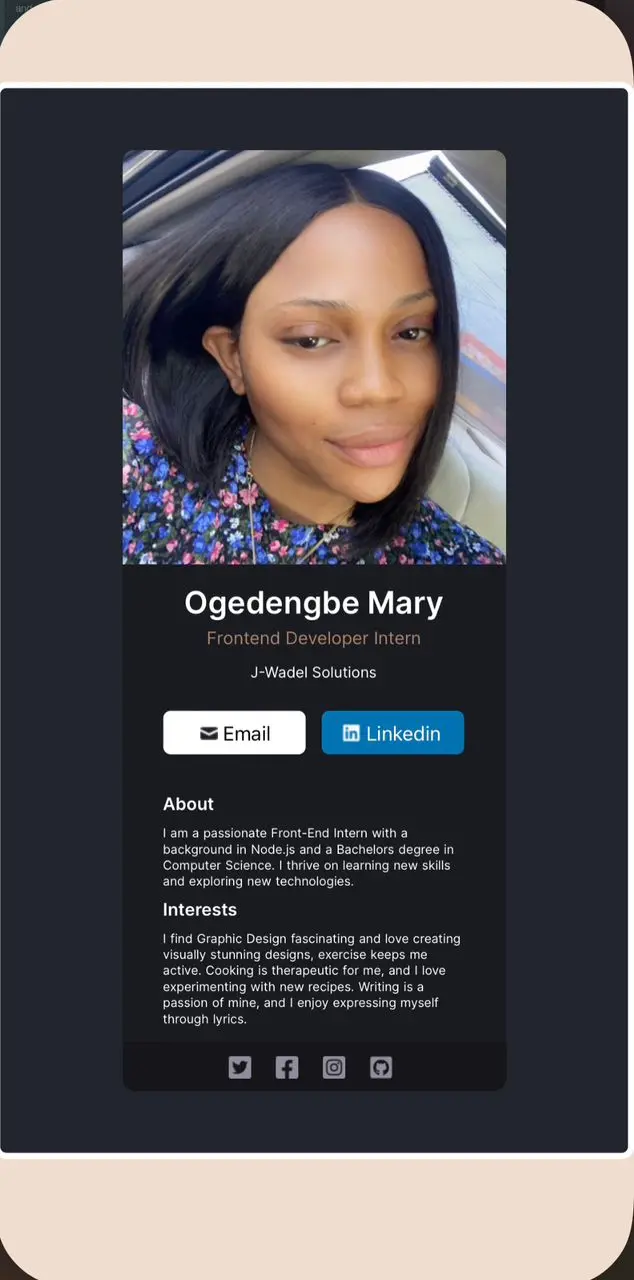 Ogedengbe Mary
Frontend Developer Intern
J-Wadel Solutions
Email
Linkedin
About
I am a passionate Front-End Intern with a
background in Node.js and a Bachelors degree in
Computer Science. I thrive on learning new skills
and exploring new technologies.
Interests
I find Graphic Design fascinating and love creating
visually stunning designs, exercise keeps me
active. Cooking is therapeutic for me, and I love
experimenting with new recipes. Writing is a
passion of mine, and I enjoy expressing myself
through lyrics.